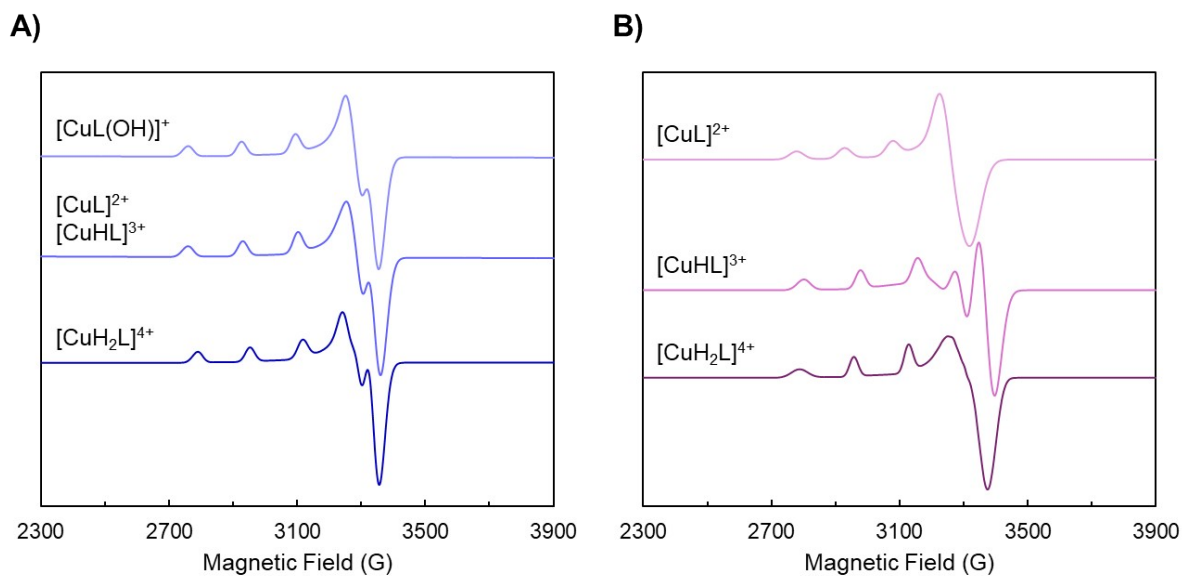 A)
[CuL(OH)]⁺
[CuL]²⁺
[CuHL]³⁺
[CuH₂L]⁴⁺
2300 2700 3100 3500 3900
Magnetic Field (G)
B)
[CuL]²⁺
[CuHL]³⁺
[CuH₂L]⁴⁺
2300 2700 3100 3500 3900
Magnetic Field (G)